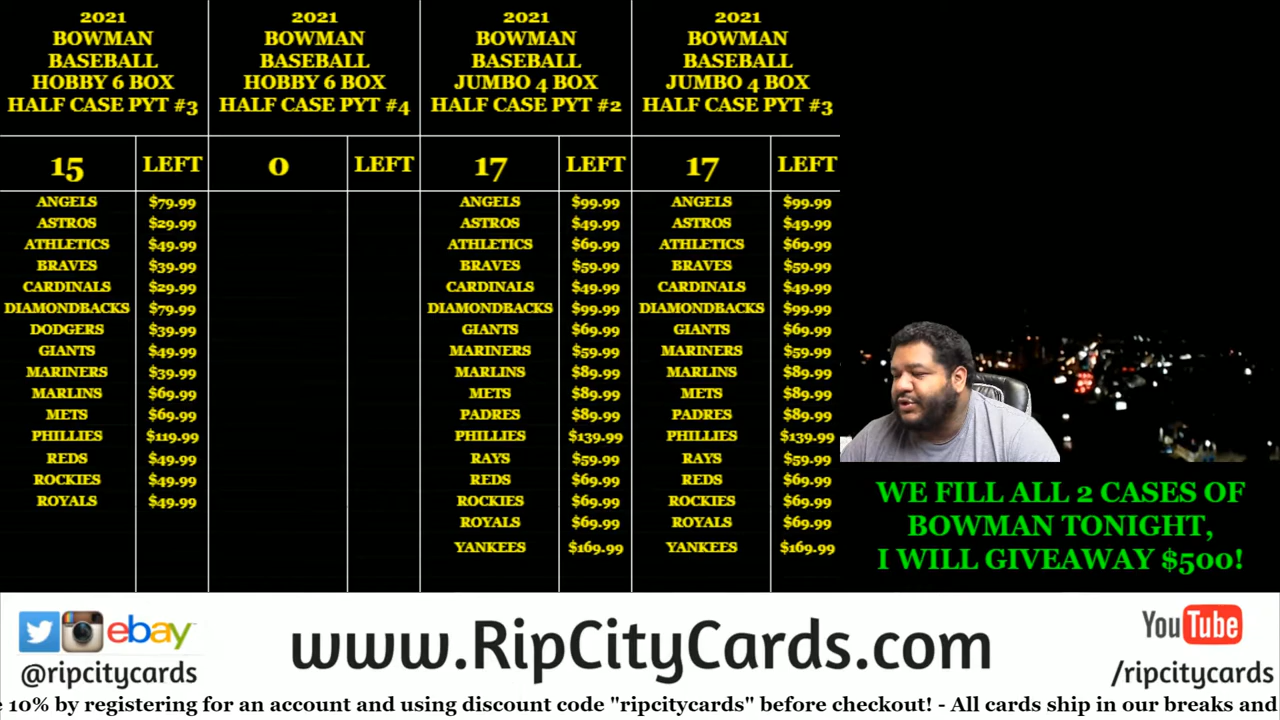 2021
BOWMAN
BASEBALL
HOBBY 6 BOX
HALF CASE PYT #3
15 LEFT
ANGELS $79.99
ASTROS $29.99
ATHLETICS $49.99
BRAVES $39.99
CARDINALS $29.99
DIAMONDBACKS $79.99
DODGERS $39.99
GIANTS $49.99
MARINERS $39.99
MARLINS $69.99
METS $69.99
PHILLIES $119.99
REDS $49.99
ROCKIES $49.99
ROYALS $49.99
2021
BOWMAN
BASEBALL
HOBBY 6 BOX
HALF CASE PYT #4
0 LEFT
2021
BOWMAN
BASEBALL
JUMBO 4 BOX
HALF CASE PYT #2
17 LEFT
ANGELS $99.99
ASTROS $49.99
ATHLETICS $69.99
BRAVES $59.99
CARDINALS $49.99
DIAMONDBACKS $99.99
GIANTS $69.99
MARINERS $59.99
MARLINS $89.99
METS $89.99
PADRES $89.99
PHILLIES $139.99
RAYS $59.99
REDS $69.99
ROCKIES $69.99
ROYALS $69.99
YANKEES $169.99
2021
BOWMAN
BASEBALL
JUMBO 4 BOX
HALF CASE PYT #3
17 LEFT
ANGELS $99.99
ASTROS $49.99
ATHLETICS $69.99
BRAVES $59.99
CARDINALS $49.99
DIAMONDBACKS $99.99
GIANTS $69.99
MARINERS $59.99
MARLINS $89.99
METS $89.99
PADRES $89.99
PHILLIES $139.99
RAYS $59.99
REDS $69.99
ROCKIES $69.99
ROYALS $69.99
YANKEES $169.99
WE FILL ALL 2 CASES OF
BOWMAN TONIGHT,
I WILL GIVEAWAY $500!
ebay
@ripcitycards
www.RipCityCards.com
YouTube
/ripcitycards
e 10% by registering for an account and using discount code "ripcitycards" before checkout! - All cards ship in our breaks and